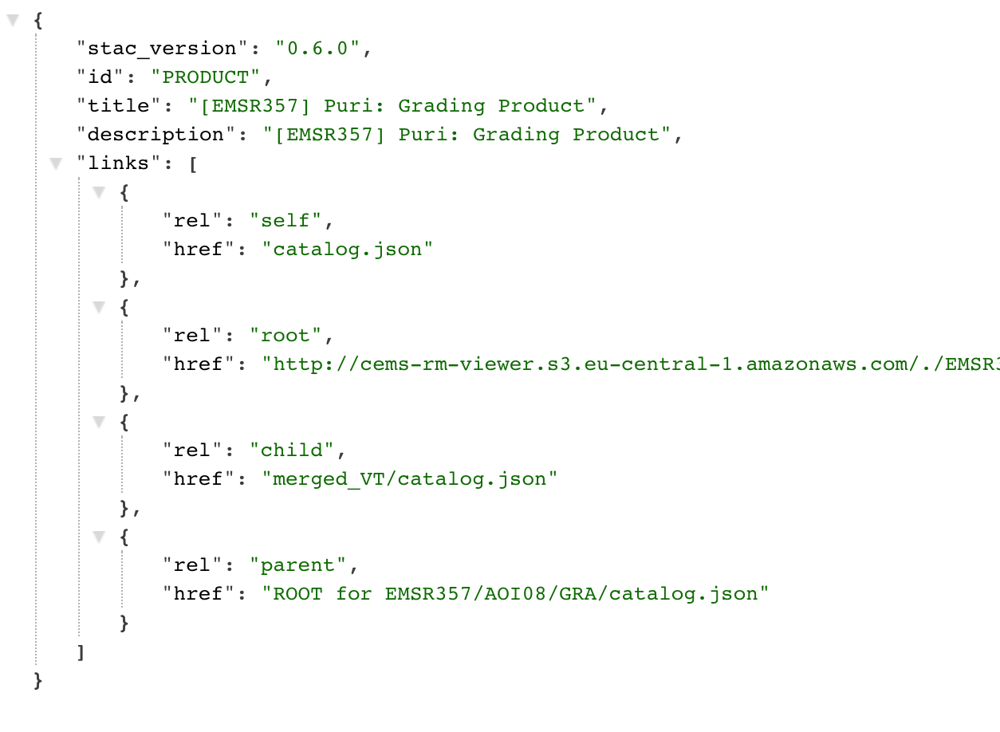 {
"stac_version": "0.6.0",
"id": "PRODUCT",
"title": "[EMSR357] Puri: Grading Product",
"description": "[EMSR357] Puri: Grading Product",
"links": [
{
"rel": "self",
"href": "catalog.json"
},
{
"rel": "root",
"href": "http://cems-rm-viewer.s3.eu-central-1.amazonaws.com/./EMSR3
},
{
"rel": "child",
"href": "merged_VT/catalog.json"
},
{
"rel": "parent",
"href": "ROOT for EMSR357/AOI08/GRA/catalog.json"
}
]
}